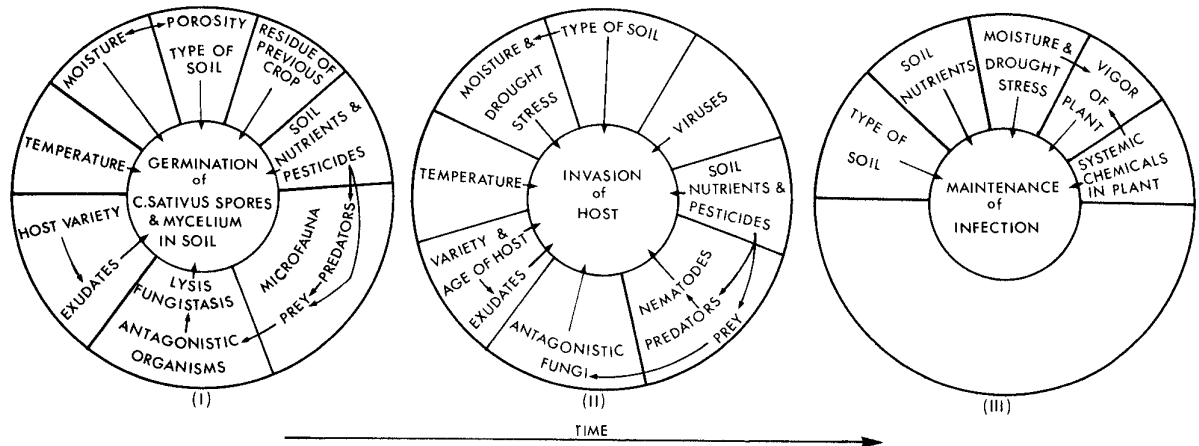 MOISTURE
POROSITY
TYPE OF
SOIL
RESIDUE OF
PREVIOUS
CROP
SOIL
NUTRIENTS &
PESTICIDES
PREDATORS
MICROFAUNA
PREY
ANTAGONISTIC
ORGANISMS
LYSIS
FUNGISTASIS
EXUDATES
HOST VARIETY
TEMPERATURE
GERMINATION
of
C.SATIVUS SPORES
& MYCELIUM
IN SOIL
(I)
MOISTURE &
DROUGHT
STRESS
TYPE OF SOIL
VIRUSES
SOIL
NUTRIENTS &
PESTICIDES
NEMATODES
PREDATORS
PREY
ANTAGONISTIC
FUNGI
VARIETY &
AGE OF HOST
EXUDATES
TEMPERATURE
INVASION
of
HOST
(II)
TYPE OF
SOIL
SOIL
NUTRIENTS
MOISTURE &
DROUGHT
STRESS
VIGOR
OF
PLANT
SYSTEMIC
CHEMICALS
IN PLANT
MAINTENANCE
of
INFECTION
(III)
TIME